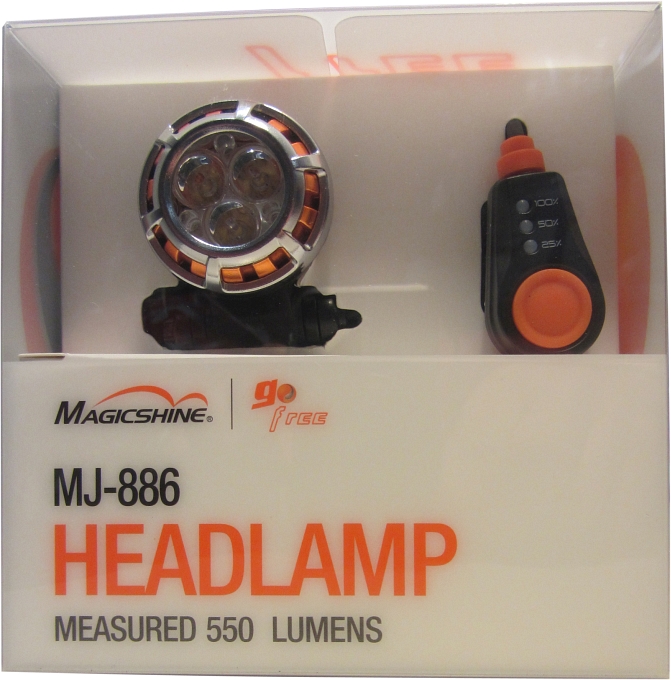 100%
50%
25%
MAGICSHINE®
go
free
MJ-886
HEADLAMP
MEASURED 550 LUMENS